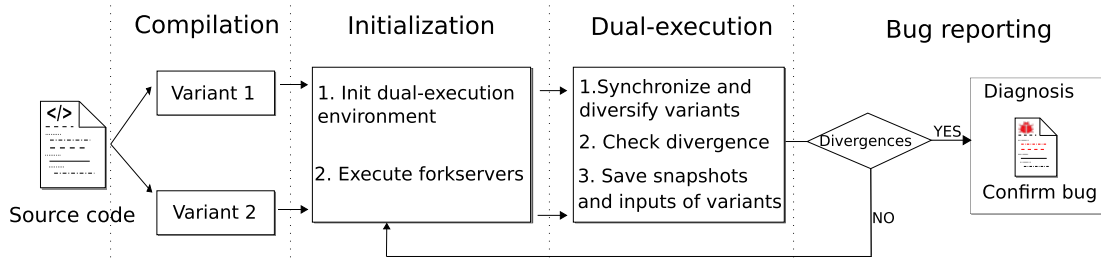 Compilation
Initialization
Dual-execution
Bug reporting
</>
Source code
Variant 1
Variant 2
1. Init dual-execution
environment
2. Execute forkservers
1.Synchronize and
diversify variants
2. Check divergence
3. Save snapshots
and inputs of variants
Divergences
YES
NO
Diagnosis
Confirm bug